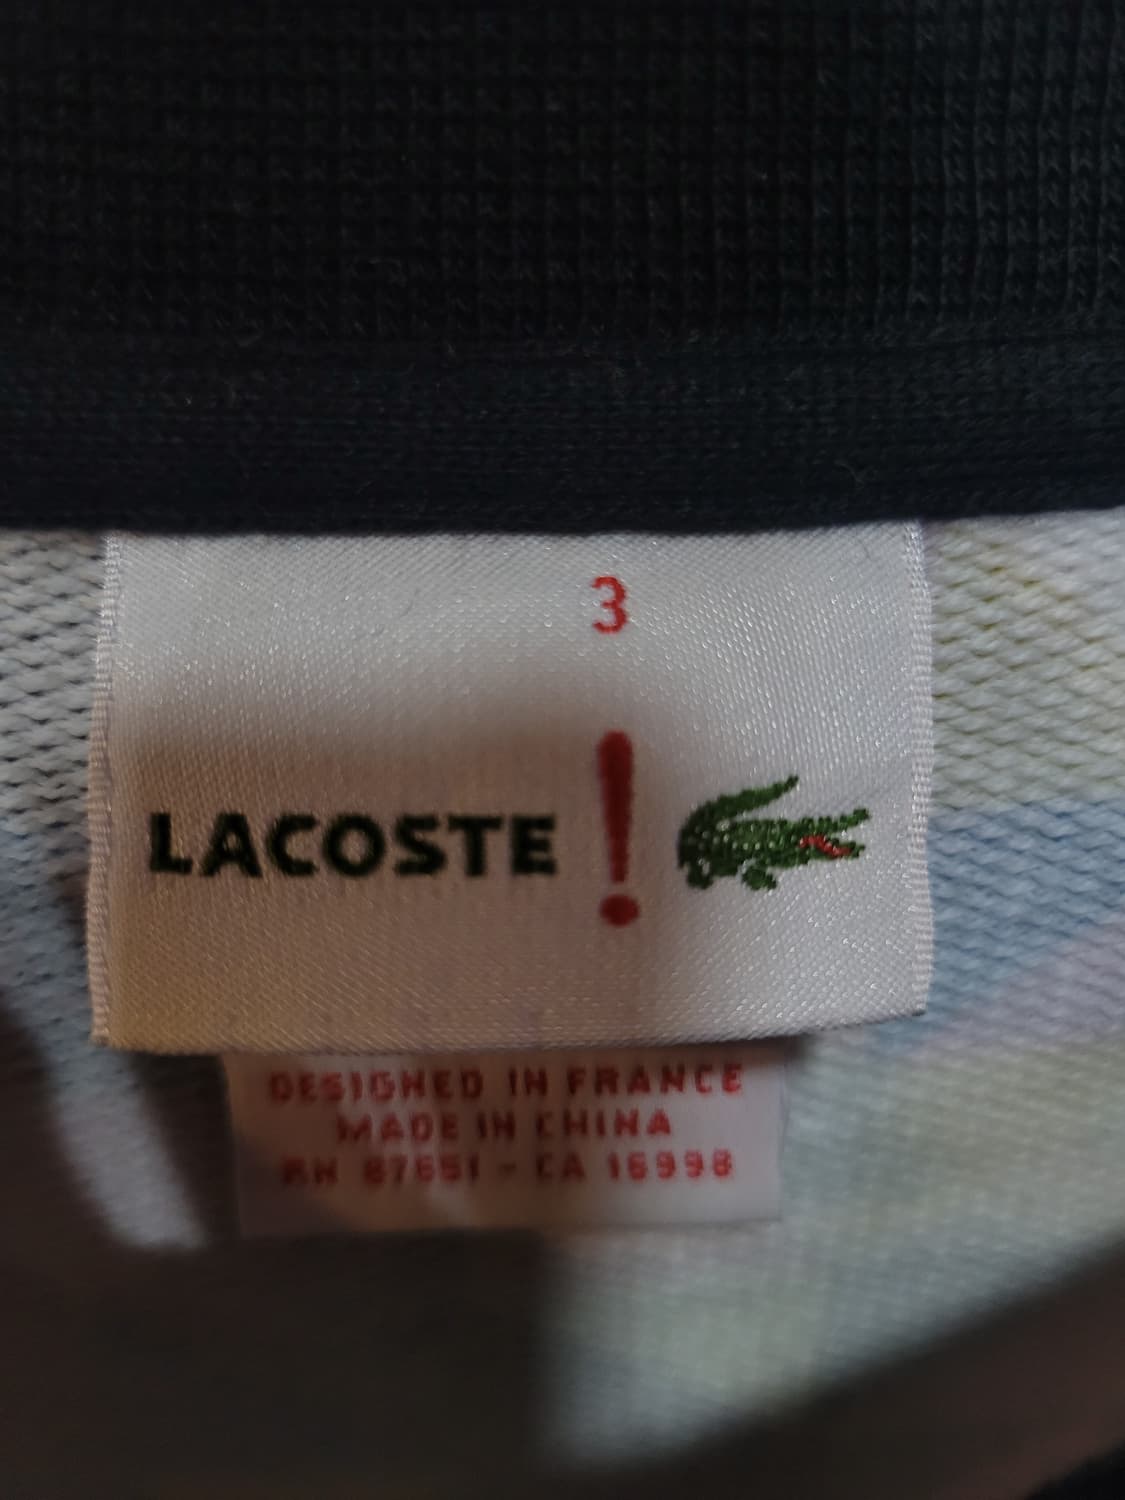 3
LACOSTE !
DESIGNED IN FRANCE
MADE IN CHINA
RN 87651 - CA 16998